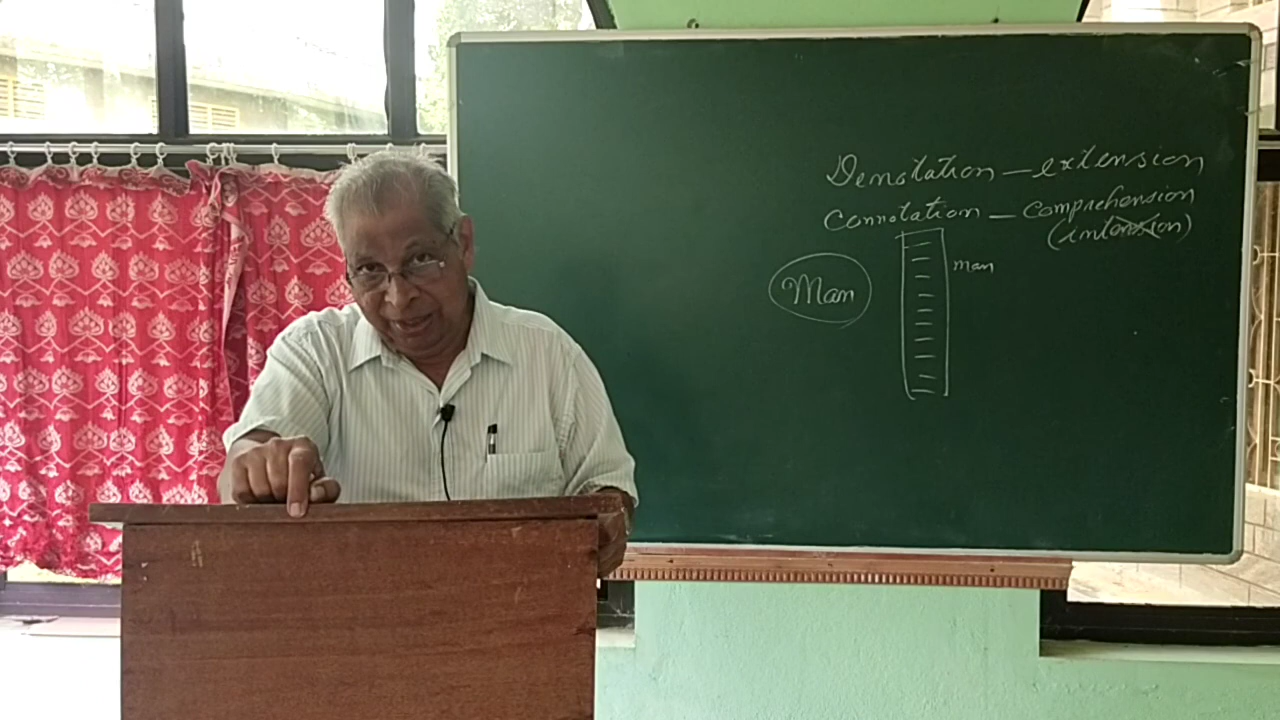 Denotation — extension
Connotation — comprehension
(intension)
man
Man